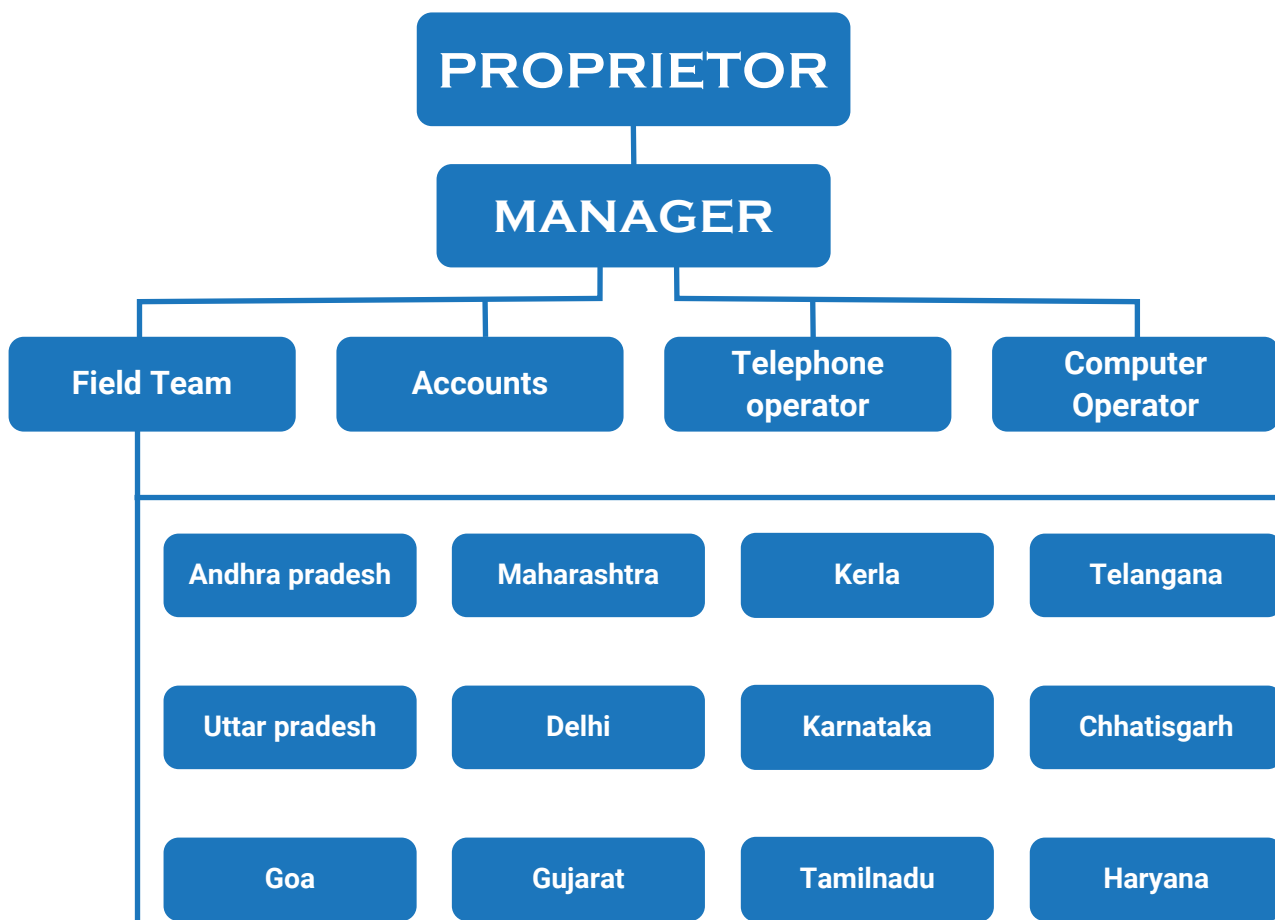 PROPRIETOR
MANAGER
Field Team
Accounts
Telephone
operator
Computer
Operator
Andhra pradesh
Maharashtra
Kerla
Telangana
Uttar pradesh
Delhi
Karnataka
Chhatisgarh
Goa
Gujarat
Tamilnadu
Haryana